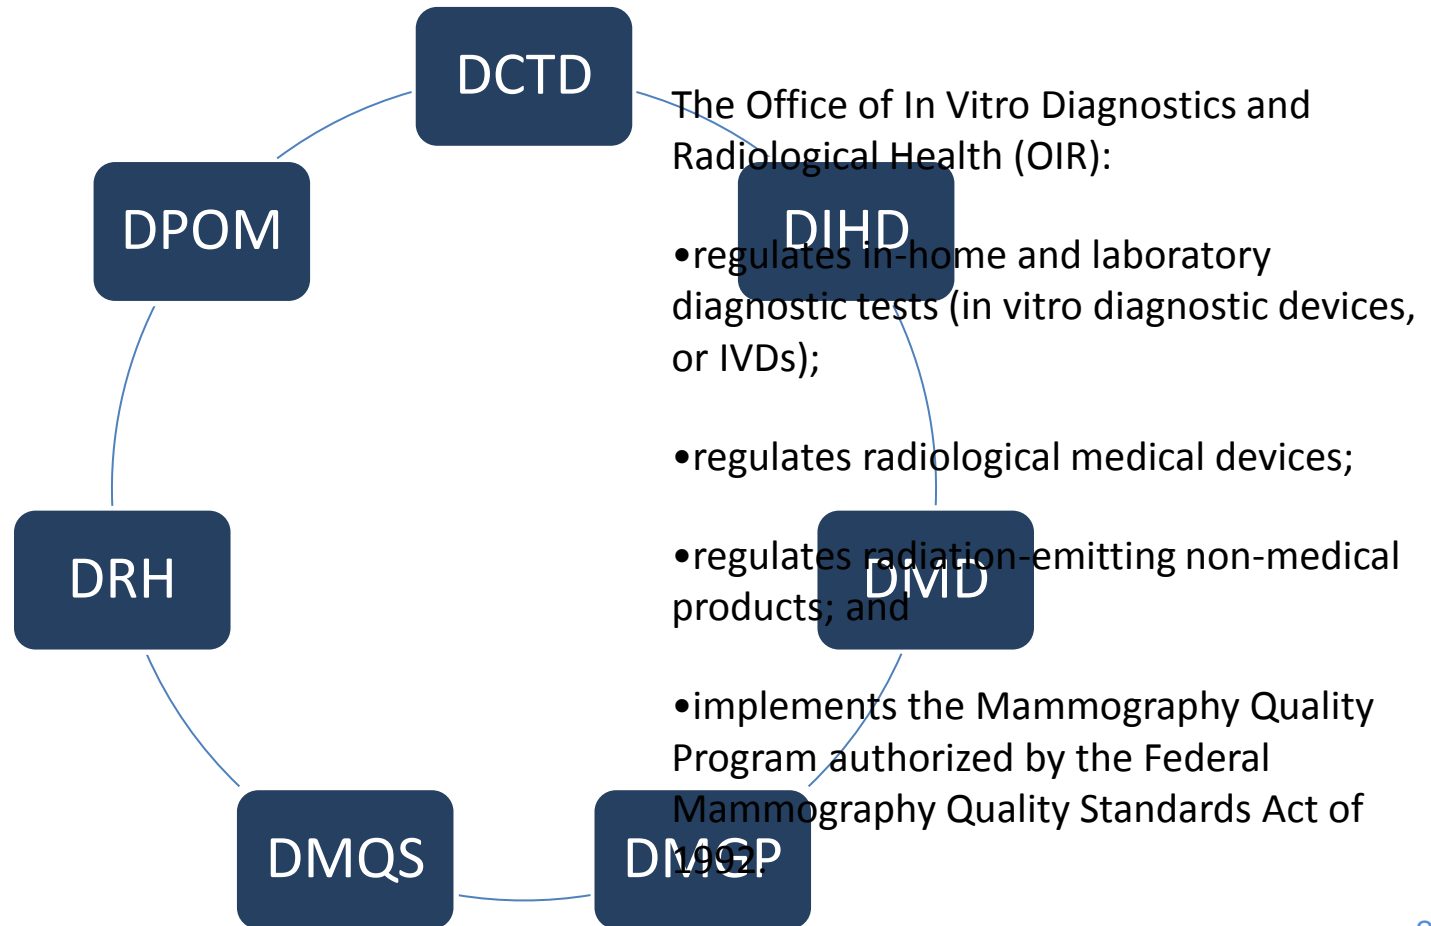 DCTD
The Office of In Vitro Diagnostics and
Radiological Health (OIR):
DPOM
DIHD
•regulates in-home and laboratory
diagnostic tests (in vitro diagnostic devices,
or IVDs);
•regulates radiological medical devices;
DRH
•regulates radiation-emitting non-medical
DMD
products; and
•implements the Mammography Quality
Program authorized by the Federal
Mammography Quality Standards Act of
DMQS
DMGP
1992.